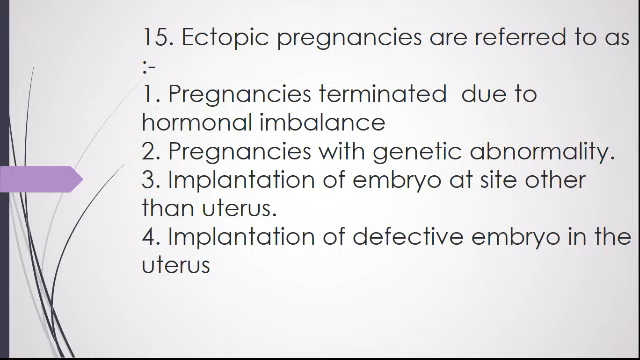 15. Ectopic pregnancies are referred to as
:-
1. Pregnancies terminated  due to
hormonal imbalance
2. Pregnancies with genetic abnormality.
3. Implantation of embryo at site other
than uterus.
4. Implantation of defective embryo in the
uterus